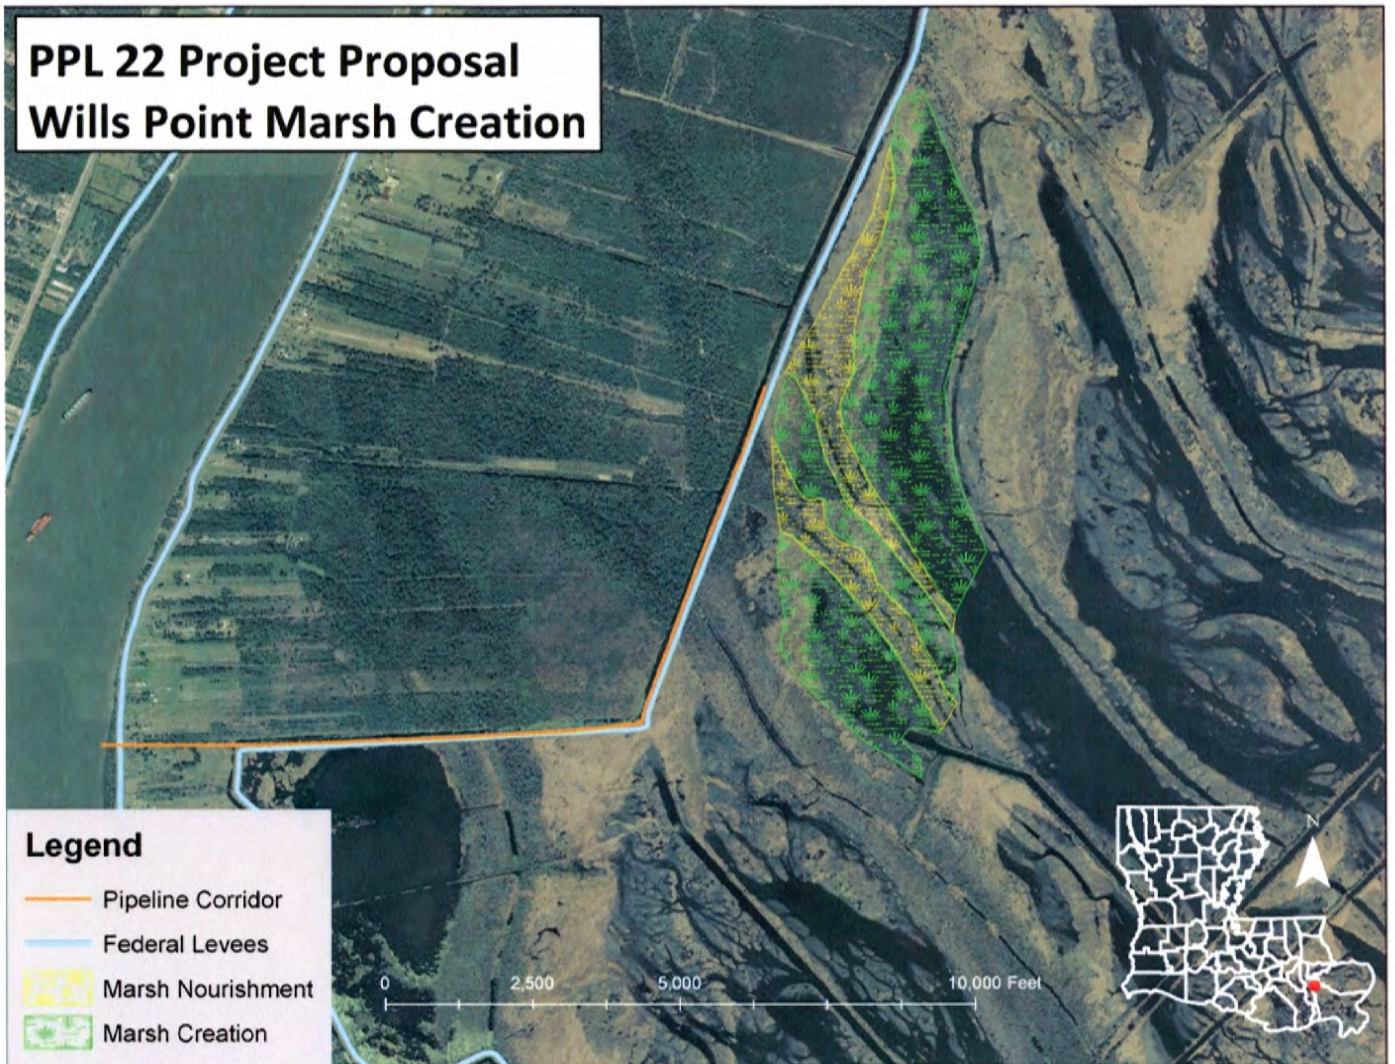 PPL 22 Project Proposal
Wills Point Marsh Creation
Legend
Pipeline Corridor
Federal Levees
Marsh Nourishment
Marsh Creation
0 2,500 5,000 10,000 Feet
N